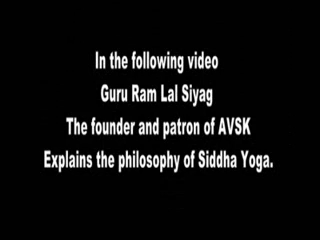 In the following video
Guru Ram Lal Siyag
The founder and patron of AVSK
Explains the philosophy of Siddha Yoga.